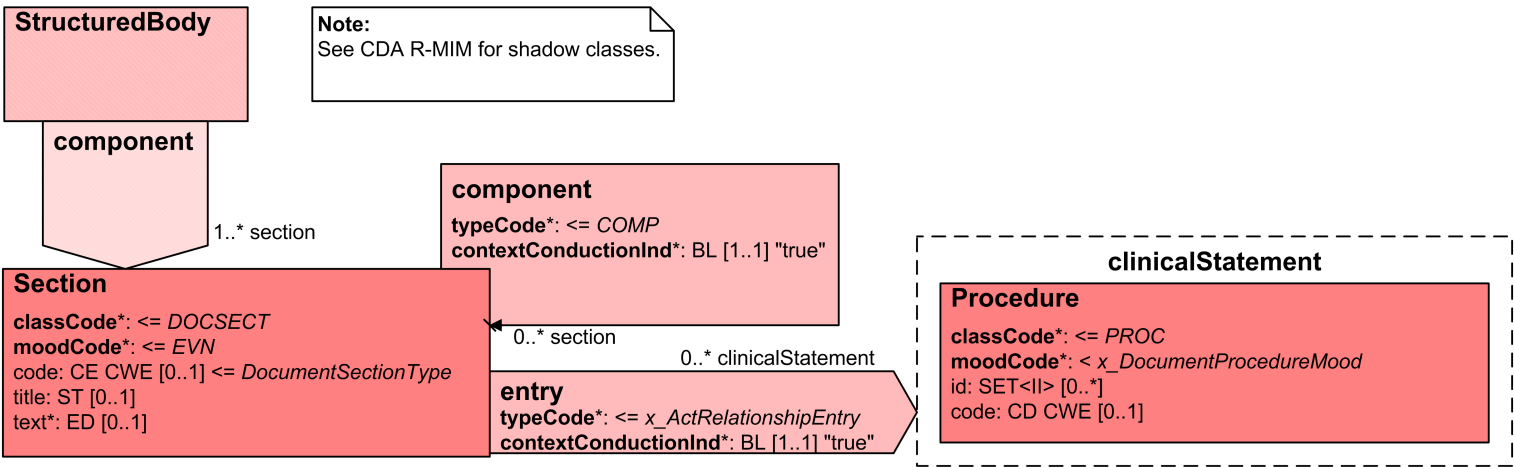 StructuredBody
Note:
See CDA R-MIM for shadow classes.
component
1..* section
component
typeCode*: <= COMP
contextConductionInd*: BL [1..1] "true"
0..* section
Section
classCode*: <= DOCSECT
moodCode*: <= EVN
code: CE CWE [0..1] <= DocumentSectionType
title: ST [0..1]
text*: ED [0..1]
0..* clinicalStatement
entry
typeCode*: <= x_ActRelationshipEntry
contextConductionInd*: BL [1..1] "true"
clinicalStatement
Procedure
classCode*: <= PROC
moodCode*: < x_DocumentProcedureMood
id: SET<II> [0..*]
code: CD CWE [0..1]